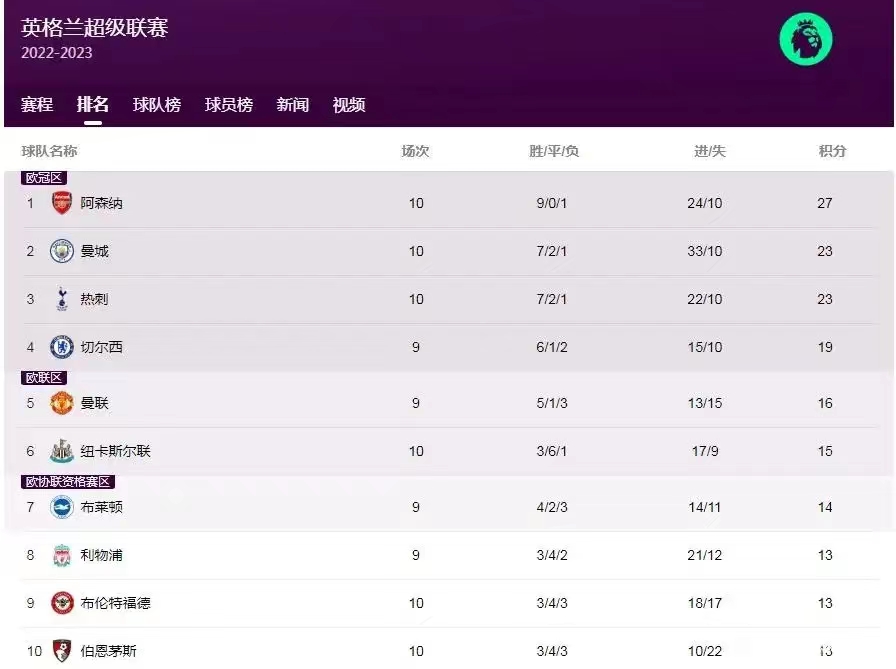 英格兰超级联赛
2022-2023
赛程 排名 球队榜 球员榜 新闻 视频
球队名称 场次 胜/平/负 进/失 积分
欧冠区
1 阿森纳 10 9/0/1 24/10 27
2 曼城 10 7/2/1 33/10 23
3 热刺 10 7/2/1 22/10 23
4 切尔西 9 6/1/2 15/10 19
欧联区
5 曼联 9 5/1/3 13/15 16
6 纽卡斯尔联 10 3/6/1 17/9 15
欧协联资格赛区
7 布莱顿 9 4/2/3 14/11 14
8 利物浦 9 3/4/2 21/12 13
9 布伦特福德 10 3/4/3 18/17 13
10 伯恩茅斯 10 3/4/3 10/22 13